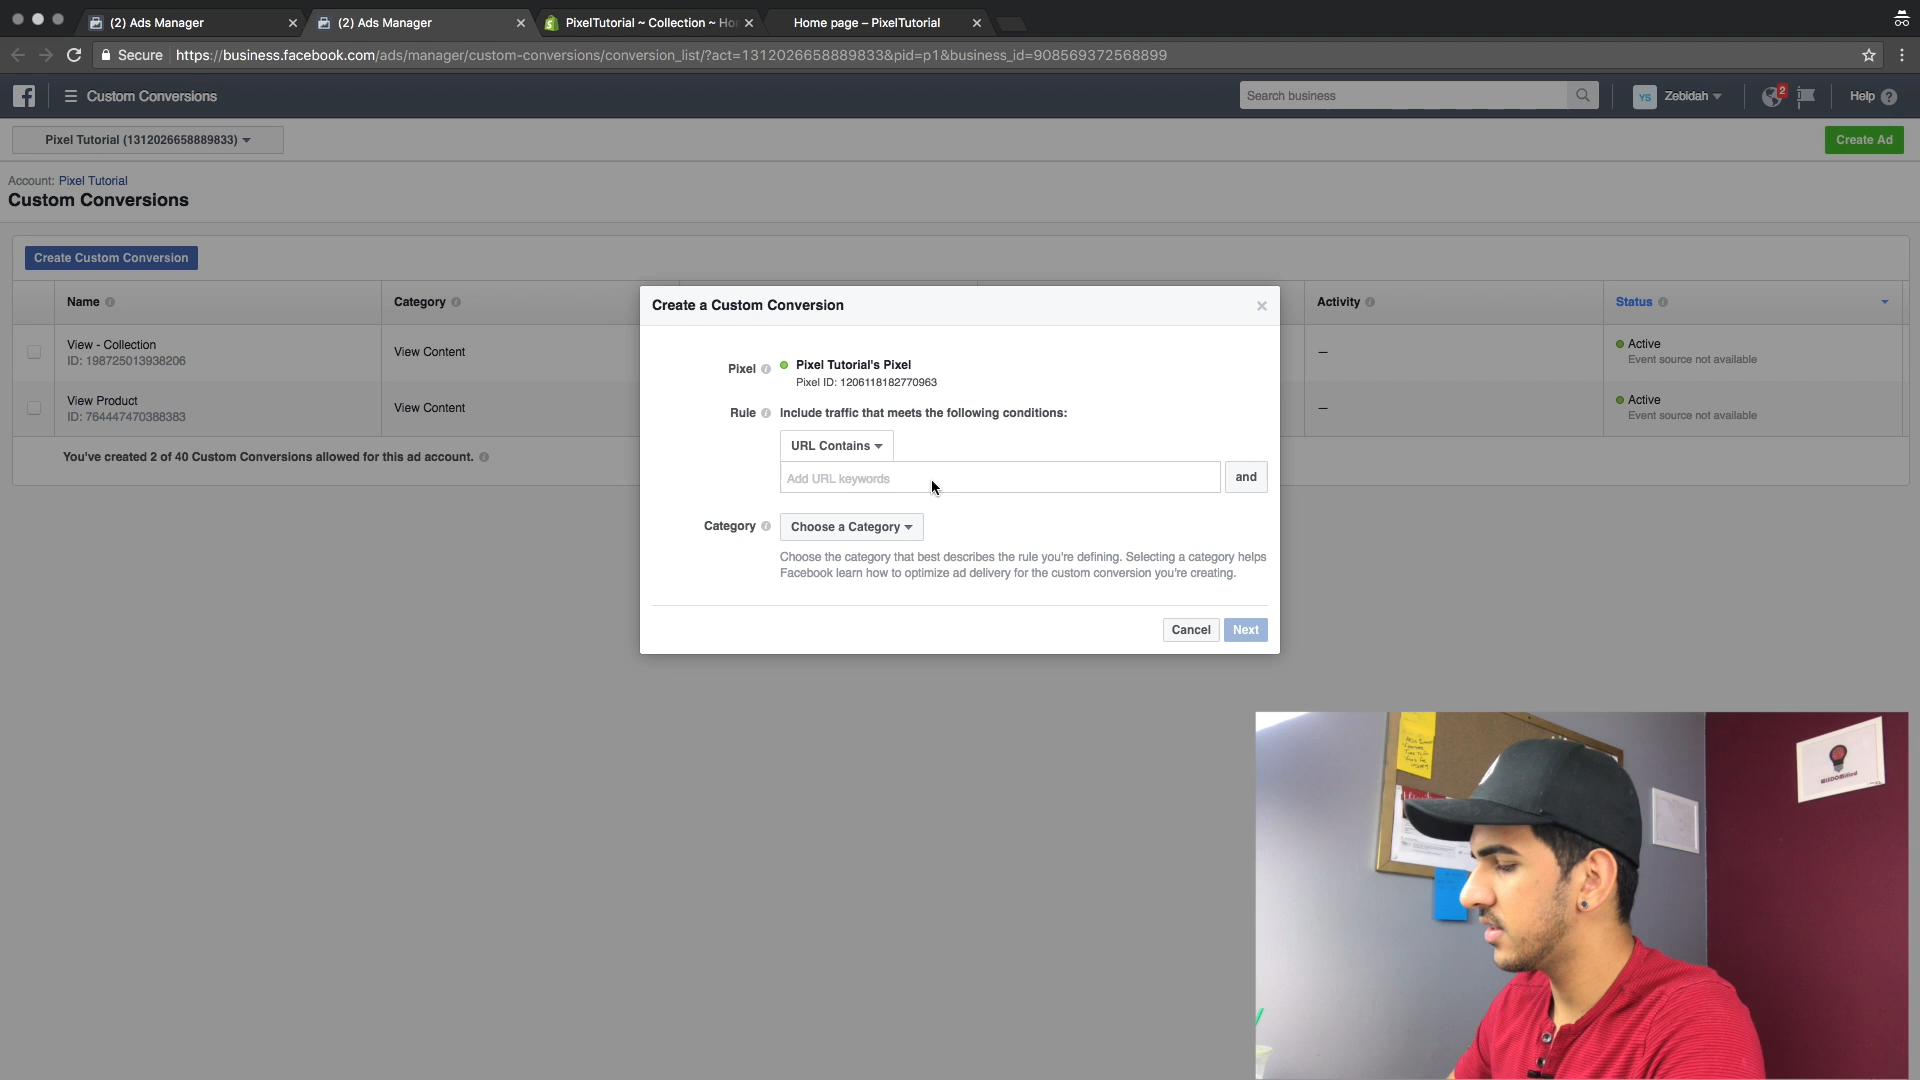 (2) Ads Manager
(2) Ads Manager
PixelTutorial ~ Collection ~ Hor
Home page – PixelTutorial
Secure https://business.facebook.com/ads/manager/custom-conversions/conversion_list/?act=1312026658889833&pid=p1&business_id=908569372568899
Custom Conversions
Search business
YS
Zebidah
2
Help
Pixel Tutorial (1312026658889833)
Create Ad
Account: Pixel Tutorial
Custom Conversions
Create Custom Conversion
Name
Category
Activity
Status
View - Collection
ID: 198725013938206
View Content
–
Active
Event source not available
View Product
ID: 764447470388383
View Content
–
Active
Event source not available
You've created 2 of 40 Custom Conversions allowed for this ad account.
Create a Custom Conversion
Pixel
Pixel Tutorial's Pixel
Pixel ID: 1206118182770963
Rule
Include traffic that meets the following conditions:
URL Contains
Add URL keywords
and
Category
Choose a Category
Choose the category that best describes the rule you're defining. Selecting a category helps
Facebook learn how to optimize ad delivery for the custom conversion you're creating.
Cancel
Next